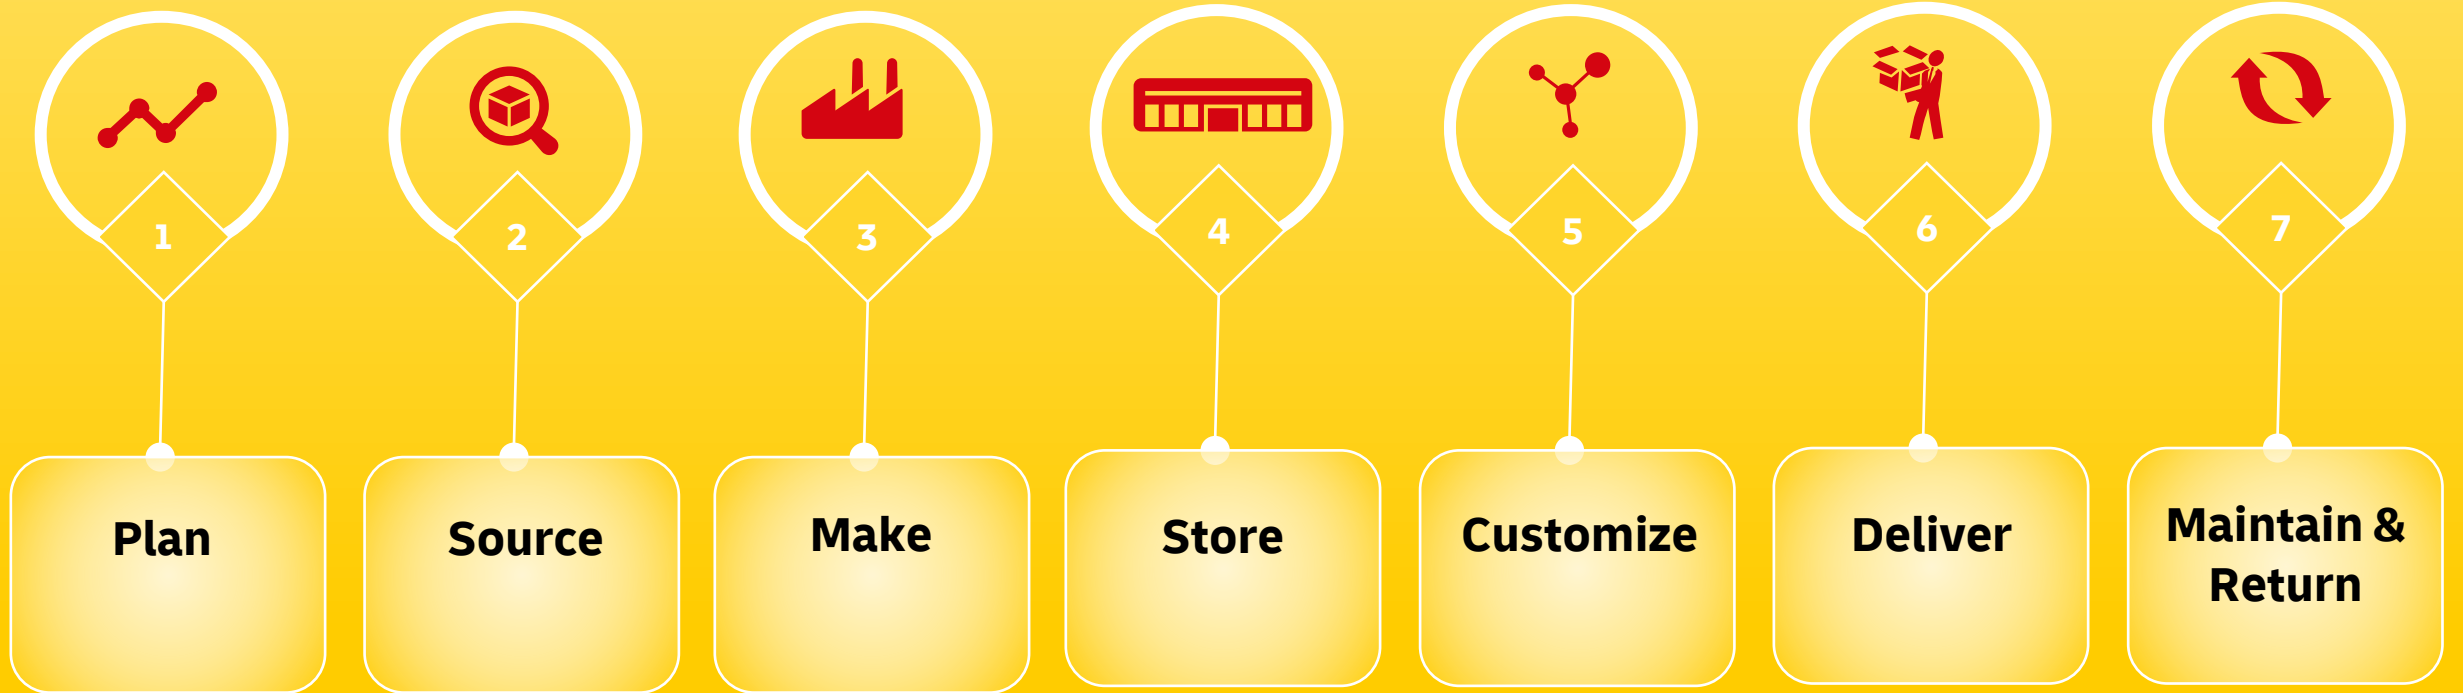 1
2
3
4
5
6
7
Plan
Source
Make
Store
Customize
Deliver
Maintain &
Return